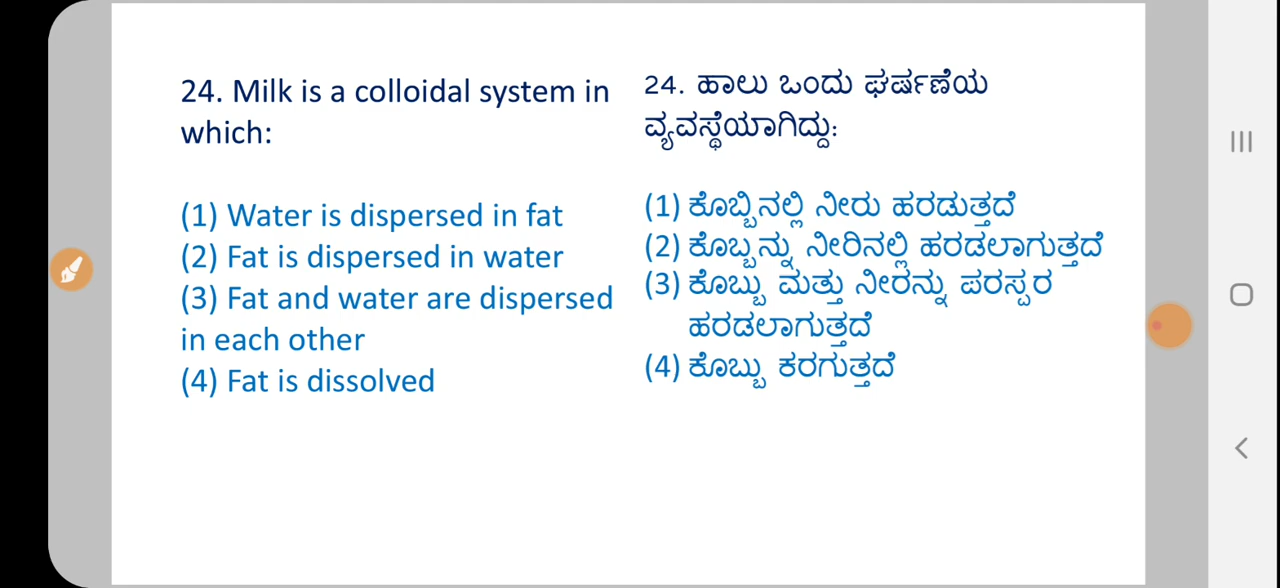 24. Milk is a colloidal system in
which:
(1) Water is dispersed in fat
(2) Fat is dispersed in water
(3) Fat and water are dispersed
in each other
(4) Fat is dissolved
24. ಹಾಲು ಒಂದು ಘರ್ಷಣೆಯ
ವ್ಯವಸ್ಥೆಯಾಗಿದ್ದು:
(1) ಕೊಬ್ಬಿನಲ್ಲಿ ನೀರು ಹರಡುತ್ತದೆ
(2) ಕೊಬ್ಬನ್ನು ನೀರಿನಲ್ಲಿ ಹರಡಲಾಗುತ್ತದೆ
(3) ಕೊಬ್ಬು ಮತ್ತು ನೀರನ್ನು ಪರಸ್ಪರ
ಹರಡಲಾಗುತ್ತದೆ
(4) ಕೊಬ್ಬು ಕರಗುತ್ತದೆ